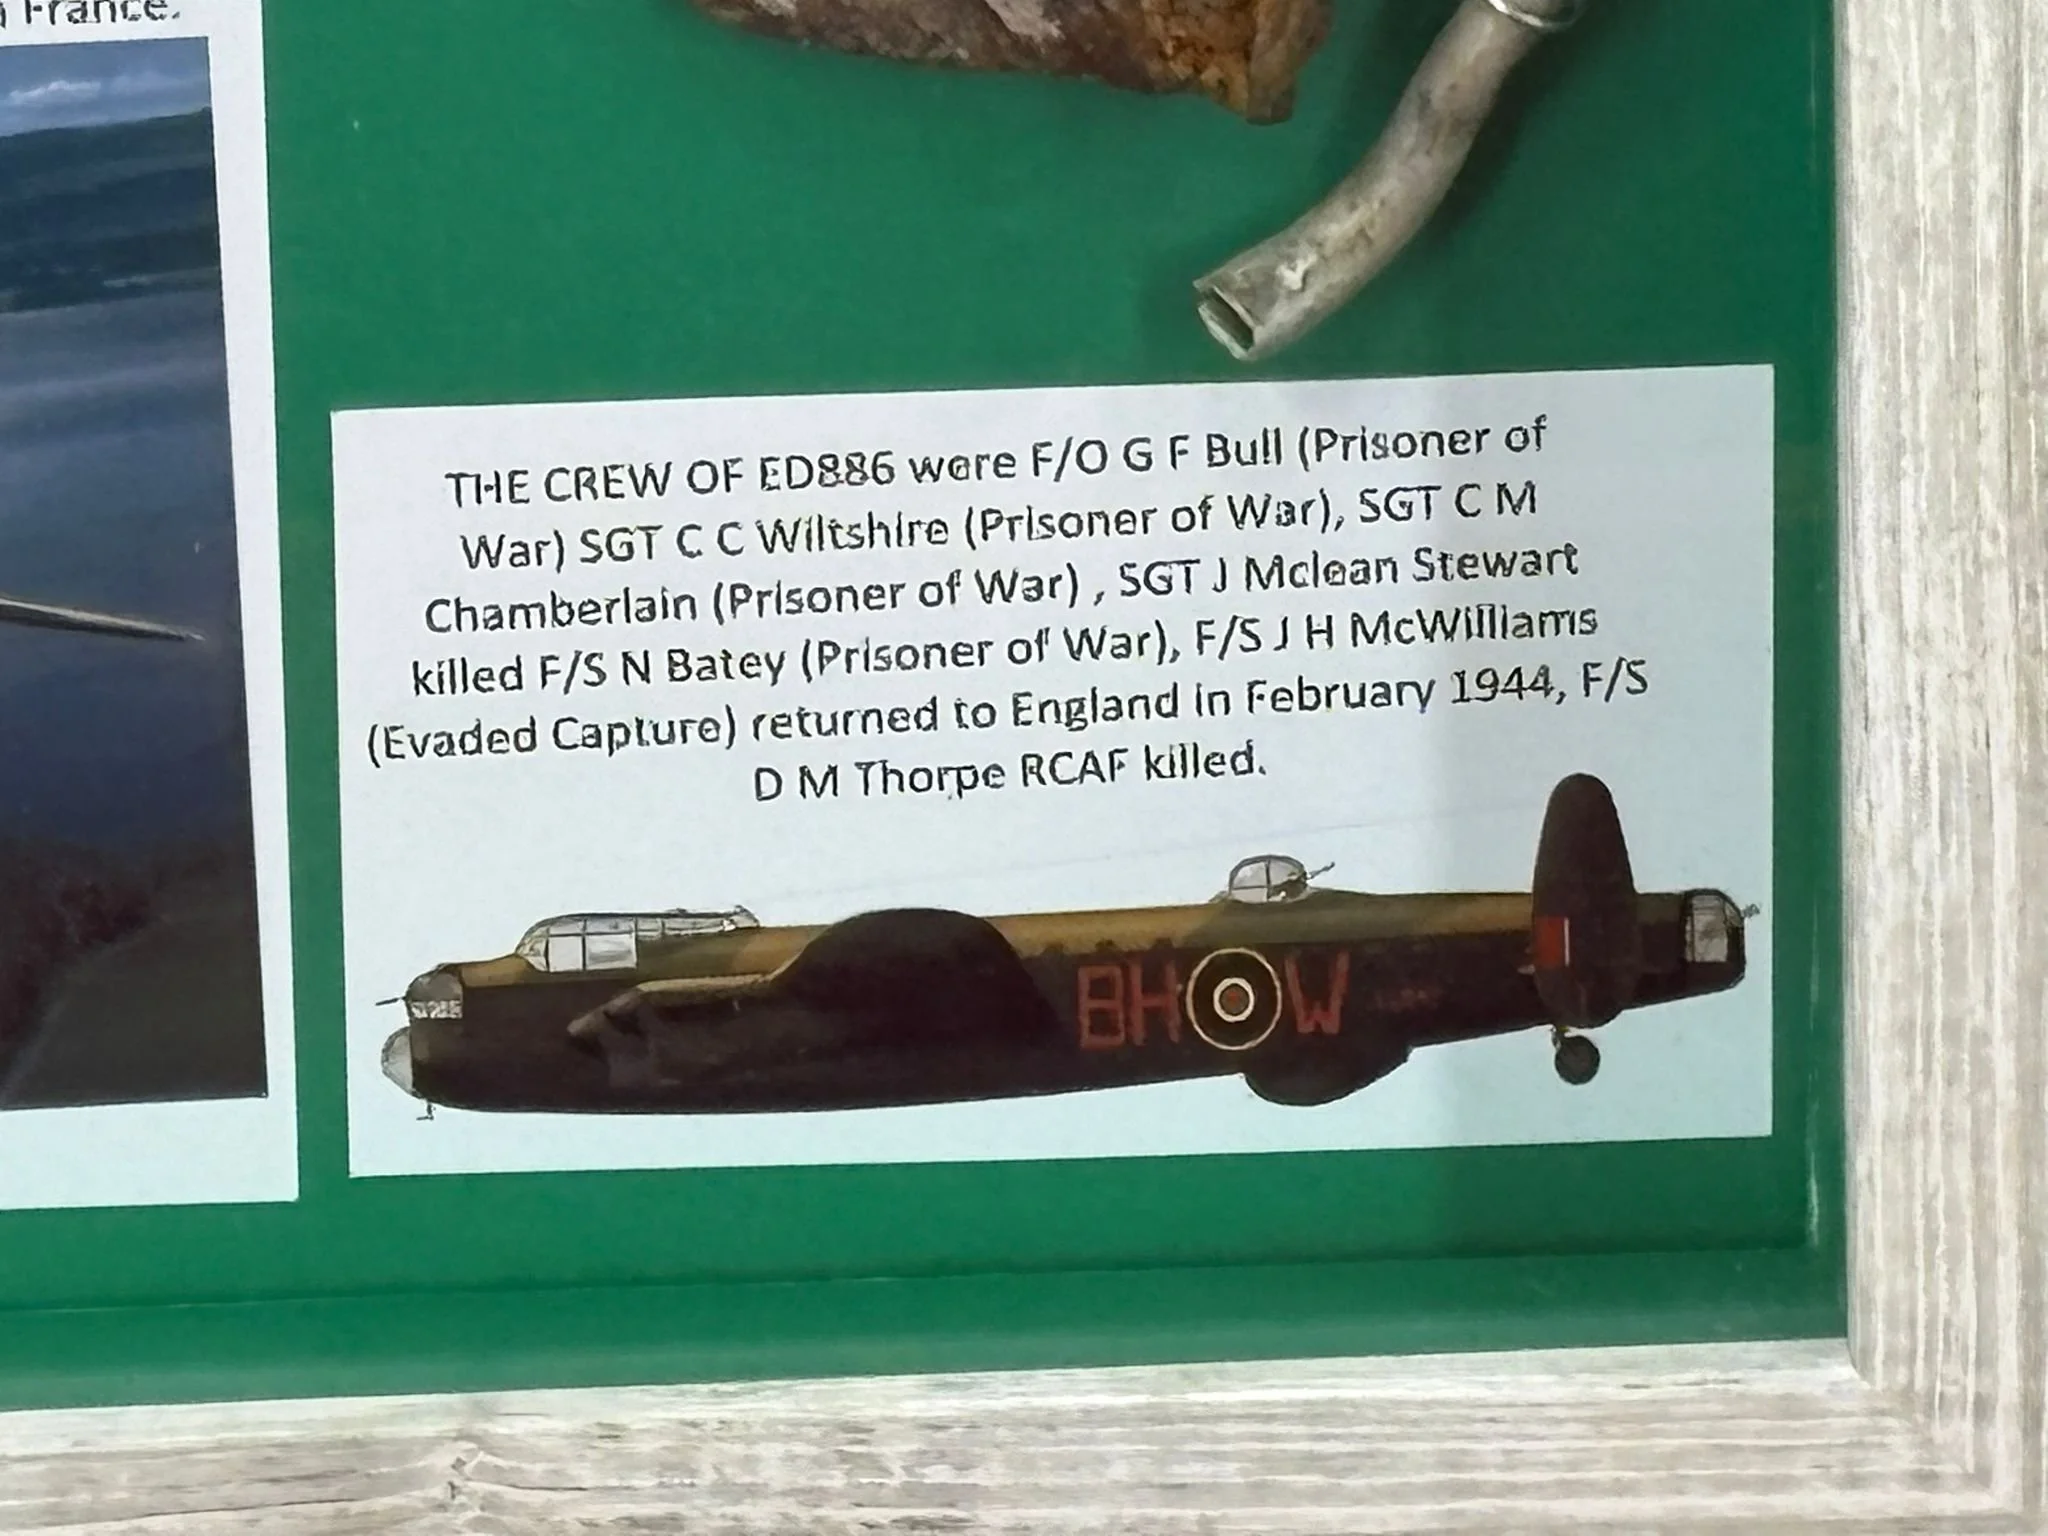 France.
THE CREW OF ED886 were F/O G F Bull (Prisoner of
War) SGT C C Wiltshire (Prisoner of War), SGT C M
Chamberlain (Prisoner of War) , SGT J Mclean Stewart
killed F/S N Batey (Prisoner of War), F/S J H McWilliams
(Evaded Capture) returned to England in February 1944, F/S
D M Thorpe RCAF killed.
BH W